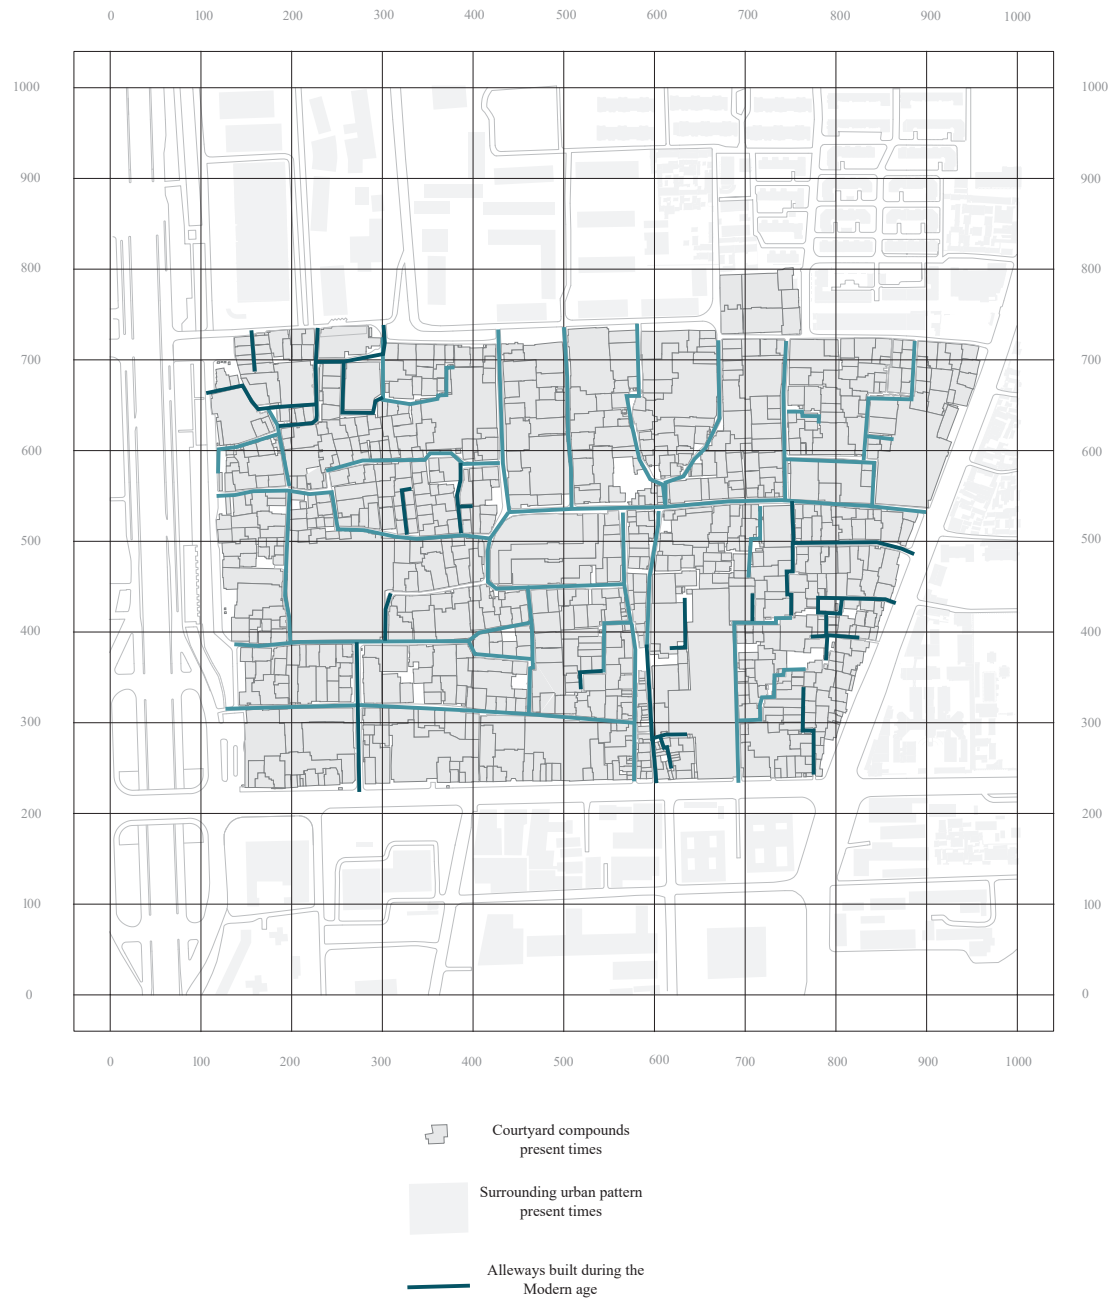 0 100 200 300 400 500 600 700 800 900 1000
1000 1000
900 900
800 800
700 700
600 600
500 500
400 400
300 300
200 200
100 100
0 0
0 100 200 300 400 500 600 700 800 900 1000
Courtyard compounds
present times
Surrounding urban pattern
present times
Alleways built during the
Modern age